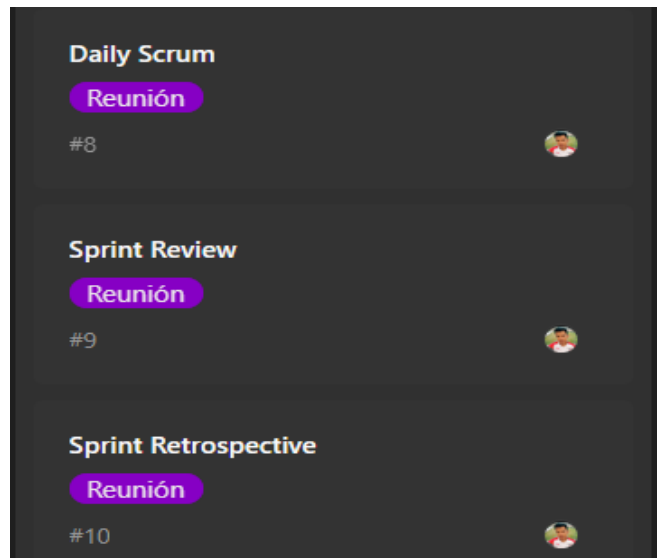 Daily Scrum
Reunión
#8
Sprint Review
Reunión
#9
Sprint Retrospective
Reunión
#10